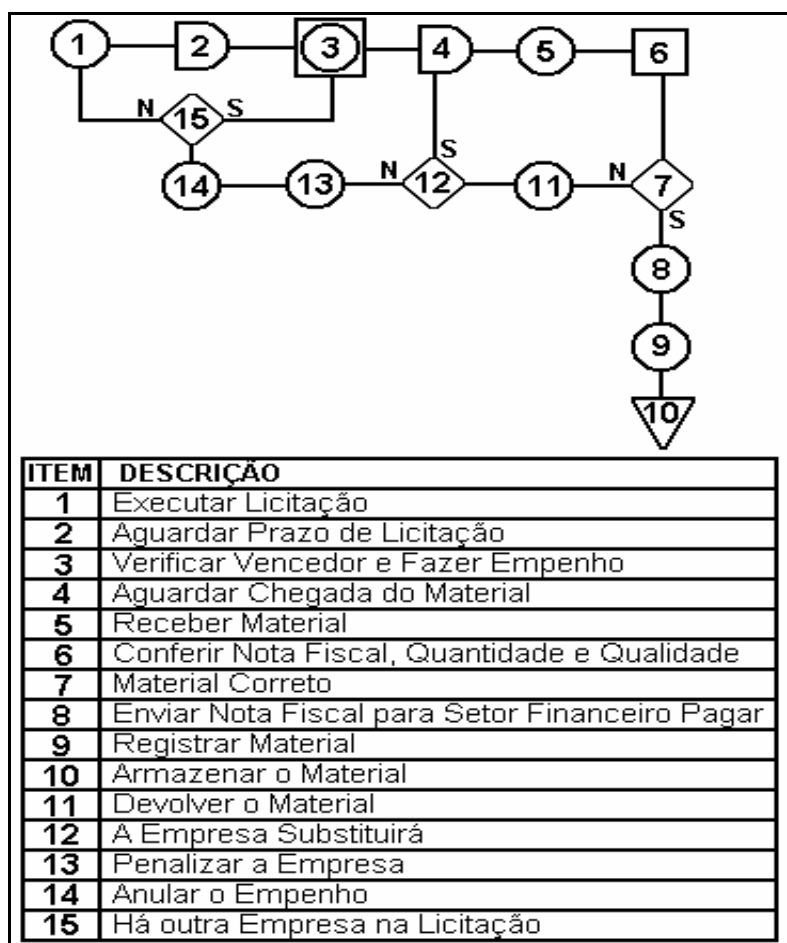 1 2 3 4 5 6
N 15 S
S
14 13 N 12 11 N 7
S
8
9
10
ITEM DESCRIÇÃO
1 Executar Licitação
2 Aguardar Prazo de Licitação
3 Verificar Vencedor e Fazer Empenho
4 Aguardar Chegada do Material
5 Receber Material
6 Conferir Nota Fiscal, Quantidade e Qualidade
7 Material Correto
8 Enviar Nota Fiscal para Setor Financeiro Pagar
9 Registrar Material
10 Armazenar o Material
11 Devolver o Material
12 A Empresa Substituirá
13 Penalizar a Empresa
14 Anular o Empenho
15 Há outra Empresa na Licitação